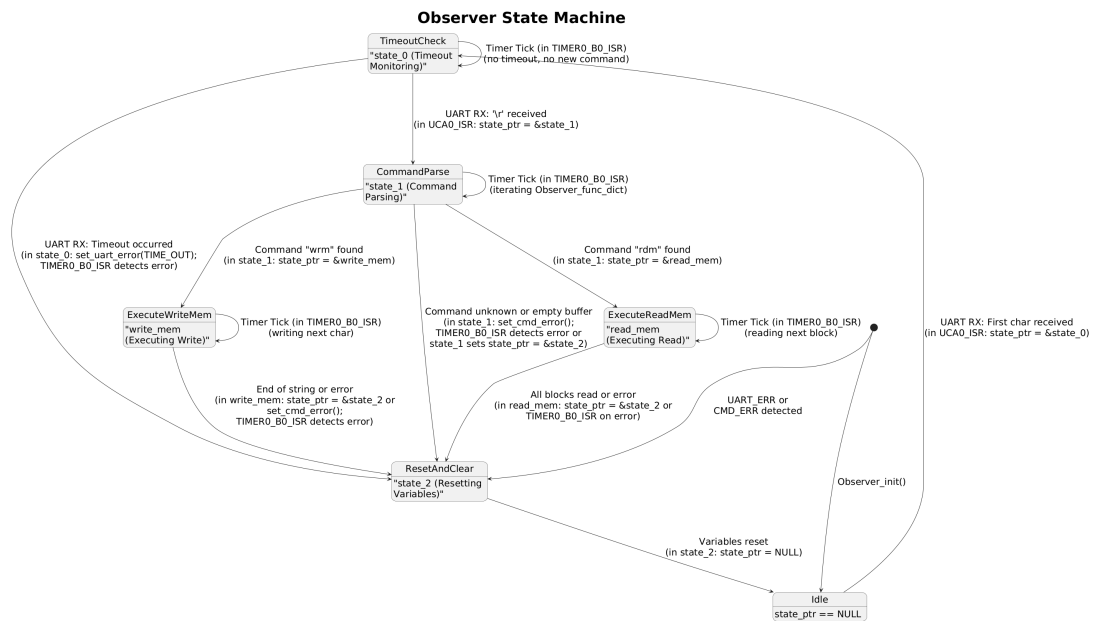 Observer State Machine
TimeoutCheck
"state_0 (Timeout
Monitoring)"
Timer Tick (in TIMER0_B0_ISR)
(no timeout, no new command)
UART RX: '\r' received
(in UCA0_ISR: state_ptr = &state_1)
CommandParse
"state_1 (Command
Parsing)"
Timer Tick (in TIMER0_B0_ISR)
(iterating Observer_func_dict)
UART RX: Timeout occurred
(in state_0: set_uart_error(TIME_OUT);
TIMER0_B0_ISR detects error)
Command "wrm" found
(in state_1: state_ptr = &write_mem)
Command "rdm" found
(in state_1: state_ptr = &read_mem)
ExecuteWriteMem
"write_mem
(Executing Write)"
Timer Tick (in TIMER0_B0_ISR)
(writing next char)
Command unknown or empty buffer
(in state_1: set_cmd_error();
TIMER0_B0_ISR detects error or
state_1 sets state_ptr = &state_2)
ExecuteReadMem
"read_mem
(Executing Read)"
Timer Tick (in TIMER0_B0_ISR)
(reading next block)
UART RX: First char received
(in UCA0_ISR: state_ptr = &state_0)
End of string or error
(in write_mem: state_ptr = &state_2 or
set_cmd_error();
TIMER0_B0_ISR detects error)
All blocks read or error
(in read_mem: state_ptr = &state_2 or
TIMER0_B0_ISR on error)
UART_ERR or
CMD_ERR detected
ResetAndClear
"state_2 (Resetting
Variables)"
Observer_init()
Variables reset
(in state_2: state_ptr = NULL)
Idle
state_ptr == NULL